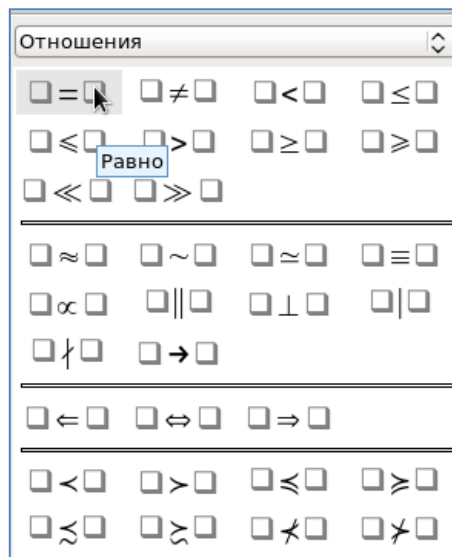 Отношения
□ = □ □ ≠ □ □ < □ □ ≤ □
□ ⩽ □ □ > □ □ ≥ □ □ ⩾ □
Равно
□ ≪ □ □ ≫ □
□ ≈ □ □ ~ □ □ ≃ □ □ ≡ □
□ ∝ □ □ ∥ □ □ ⊥ □ □ ∣ □
□ ∤ □ □ → □
□ ⇐ □ □ ⇔ □ □ ⇒ □
□ ≺ □ □ ≻ □ □ ≼ □ □ ≽ □
□ ≾ □ □ ≿ □ □ ⊀ □ □ ⊁ □